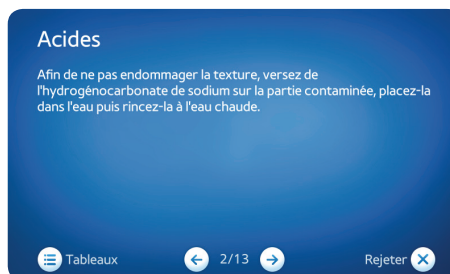 Acides
Afin de ne pas endommager la texture, versez de
l'hydrogénocarbonate de sodium sur la partie contaminée, placez-la
dans l'eau puis rincez-la à l'eau chaude.
Tableaux
2/13
Rejeter